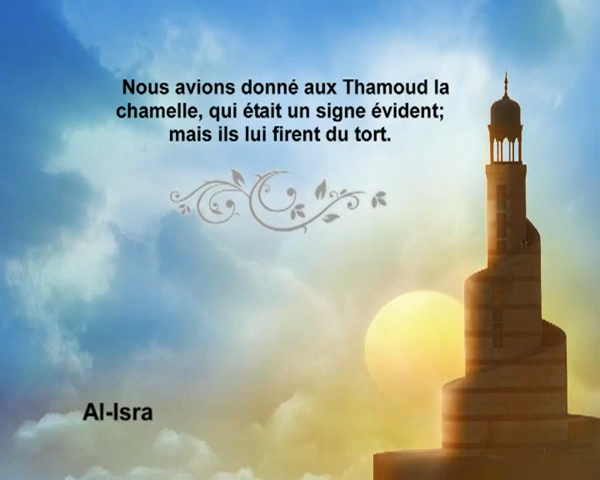 Nous avions donné aux Thamoud la
chamelle, qui était un signe évident;
mais ils lui firent du tort.
Al-Isra